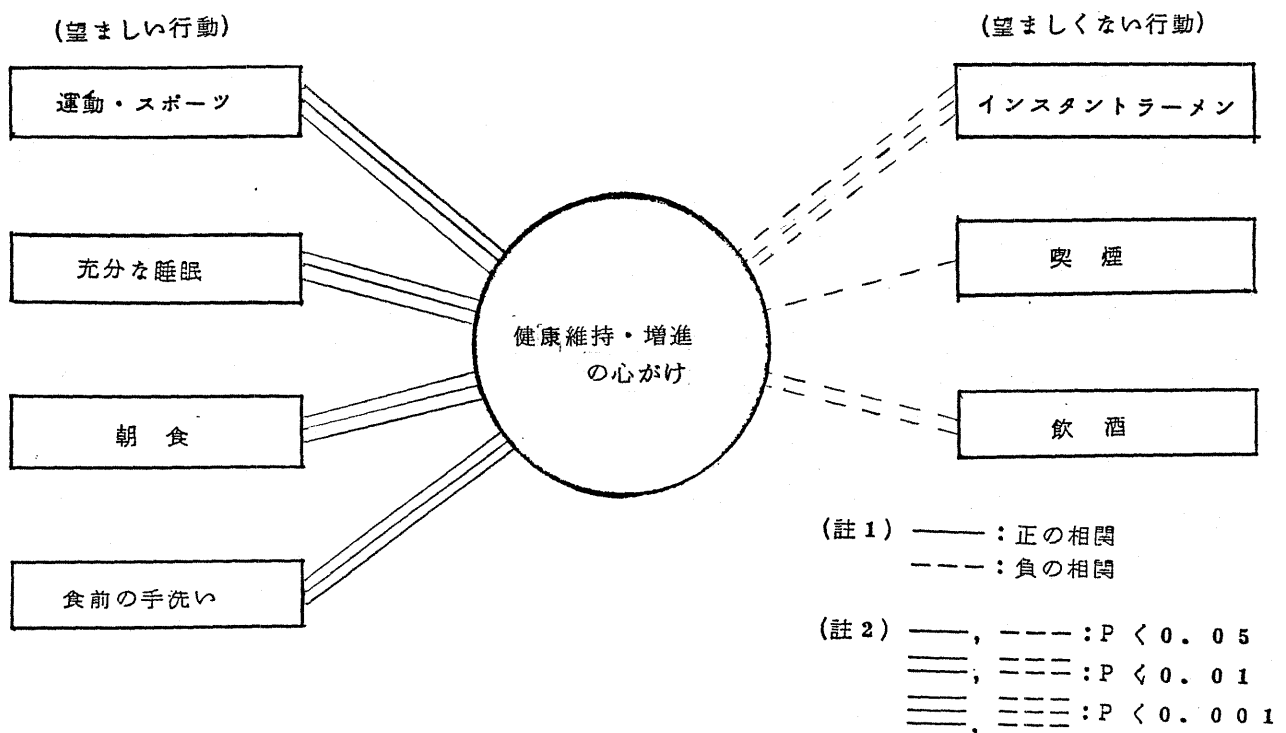 (望ましい行動)
(望ましくない行動)
運動・スポーツ
インスタントラーメン
充分な睡眠
喫煙
健康維持・増進
の心がけ
朝食
飲酒
食前の手洗い
(註1) ———:正の相関
---:負の相関
(註2) ——, ---:P<0.05
, :P<0.01
, :P<0.001